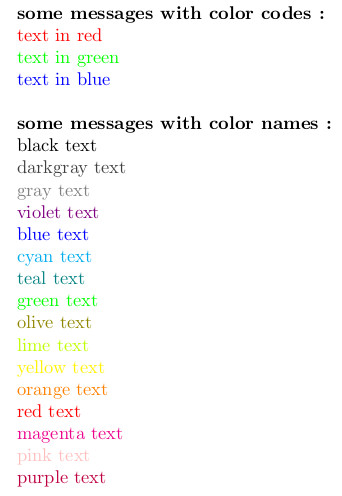 some messages with color codes :
text in red
text in green
text in blue
some messages with color names :
black text
darkgray text
gray text
violet text
blue text
cyan text
teal text
green text
olive text
lime text
yellow text
orange text
red text
magenta text
pink text
purple text